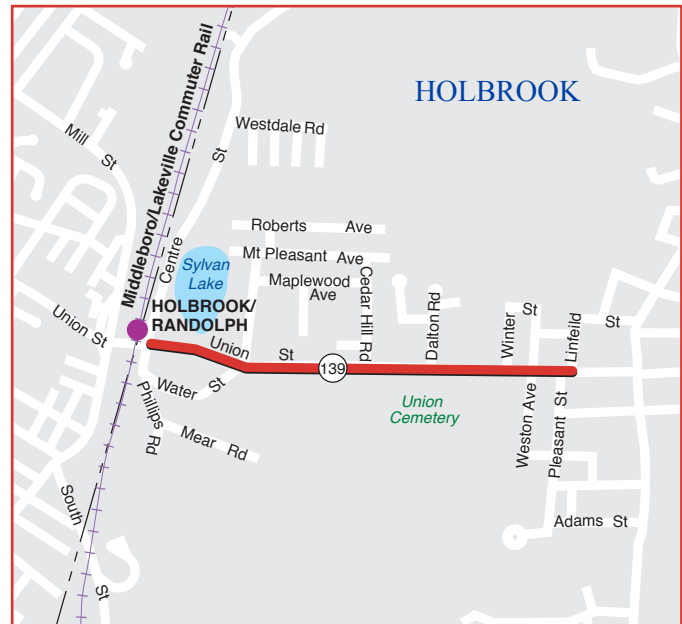 HOLBROOK
Middleboro/Lakeville Commuter Rail
Mill St
Westdale Rd
Centre St
Roberts Ave
Mt Pleasant Ave
Sylvan
Lake
Maplewood
Ave
Cedar Hill Rd
Dalton Rd
Winter St
Linfeild St
HOLBROOK/
RANDOLPH
Union St
Union St
139
Water St
Phillips Rd
Mear Rd
Union
Cemetery
Weston Ave
Pleasant St
Adams St
South St